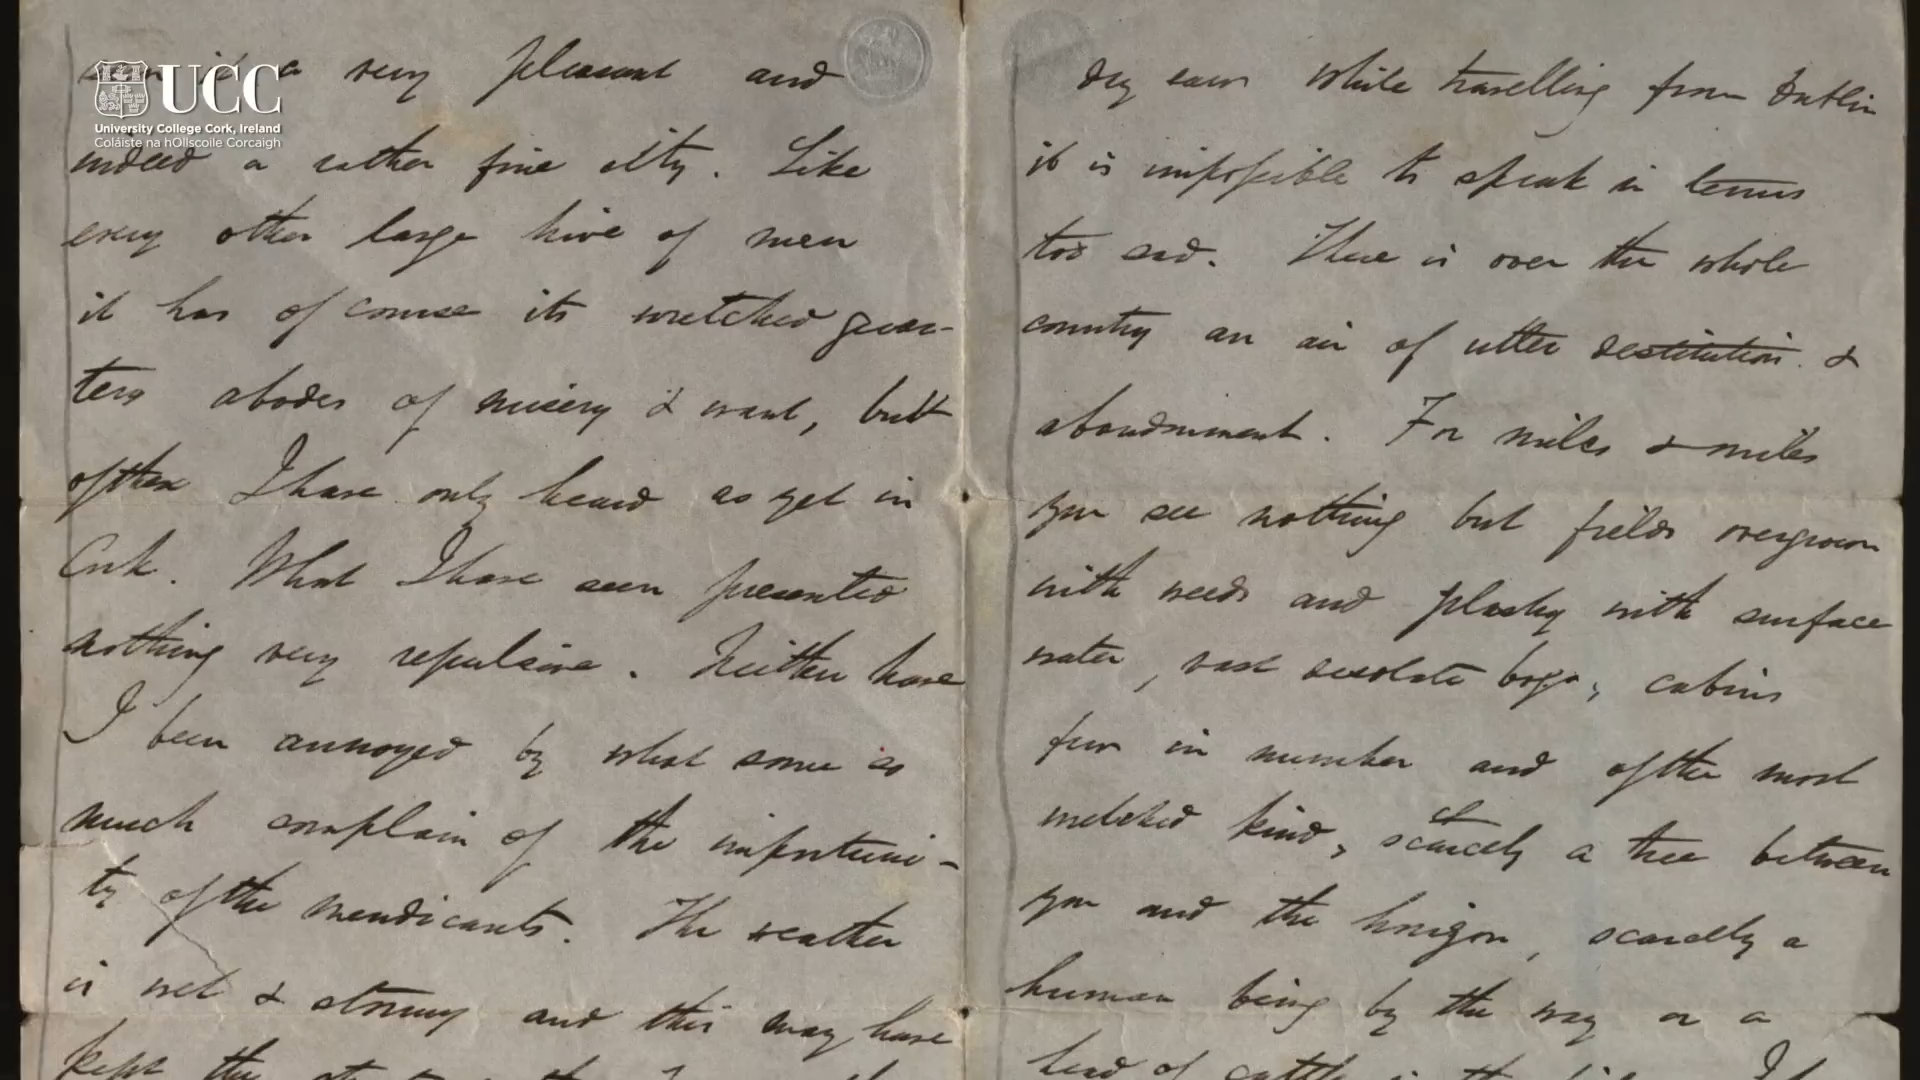 UCC
University College Cork, Ireland
Coláiste na hOllscoile Corcaigh
a very pleasant and
indeed a rather fine city. Like
every other large hive of men
it has of course its wretched quar-
ters abodes of misery & want, but
of these I have only heard as yet in
Cork. What I have seen presented
nothing very repulsive. Neither have
I been annoyed by what some so
much complain of the importuni-
ty of the mendicants. The weather
is wet & stormy and this may have
kept the
while travelling from Dublin
it is impossible to speak in terms
too sad. There is over the whole
country an air of utter destitution &
abandonment. For miles & miles
you see nothing but fields overgrown
with weeds and plashy with surface
water, vast desolate bogs, cabins
few in number and of the most
wretched kind, scarcely a tree between
you and the horizon, scarcely a
human being by the way or a
head of cattle in the